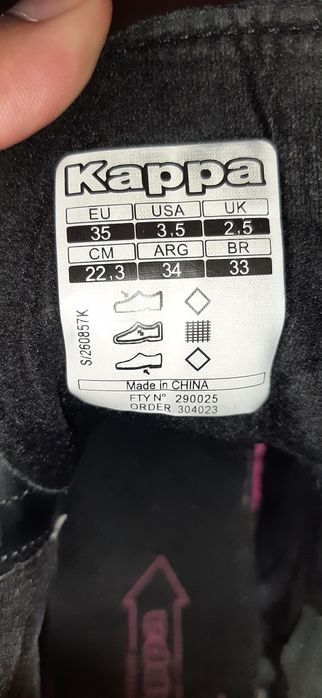 Kappa
EU USA UK
35 3,5 2.5
CM ARG BR
22,3 34 33
S/260857K
Made in CHINA
FTY Nº 290025
ORDER 304023